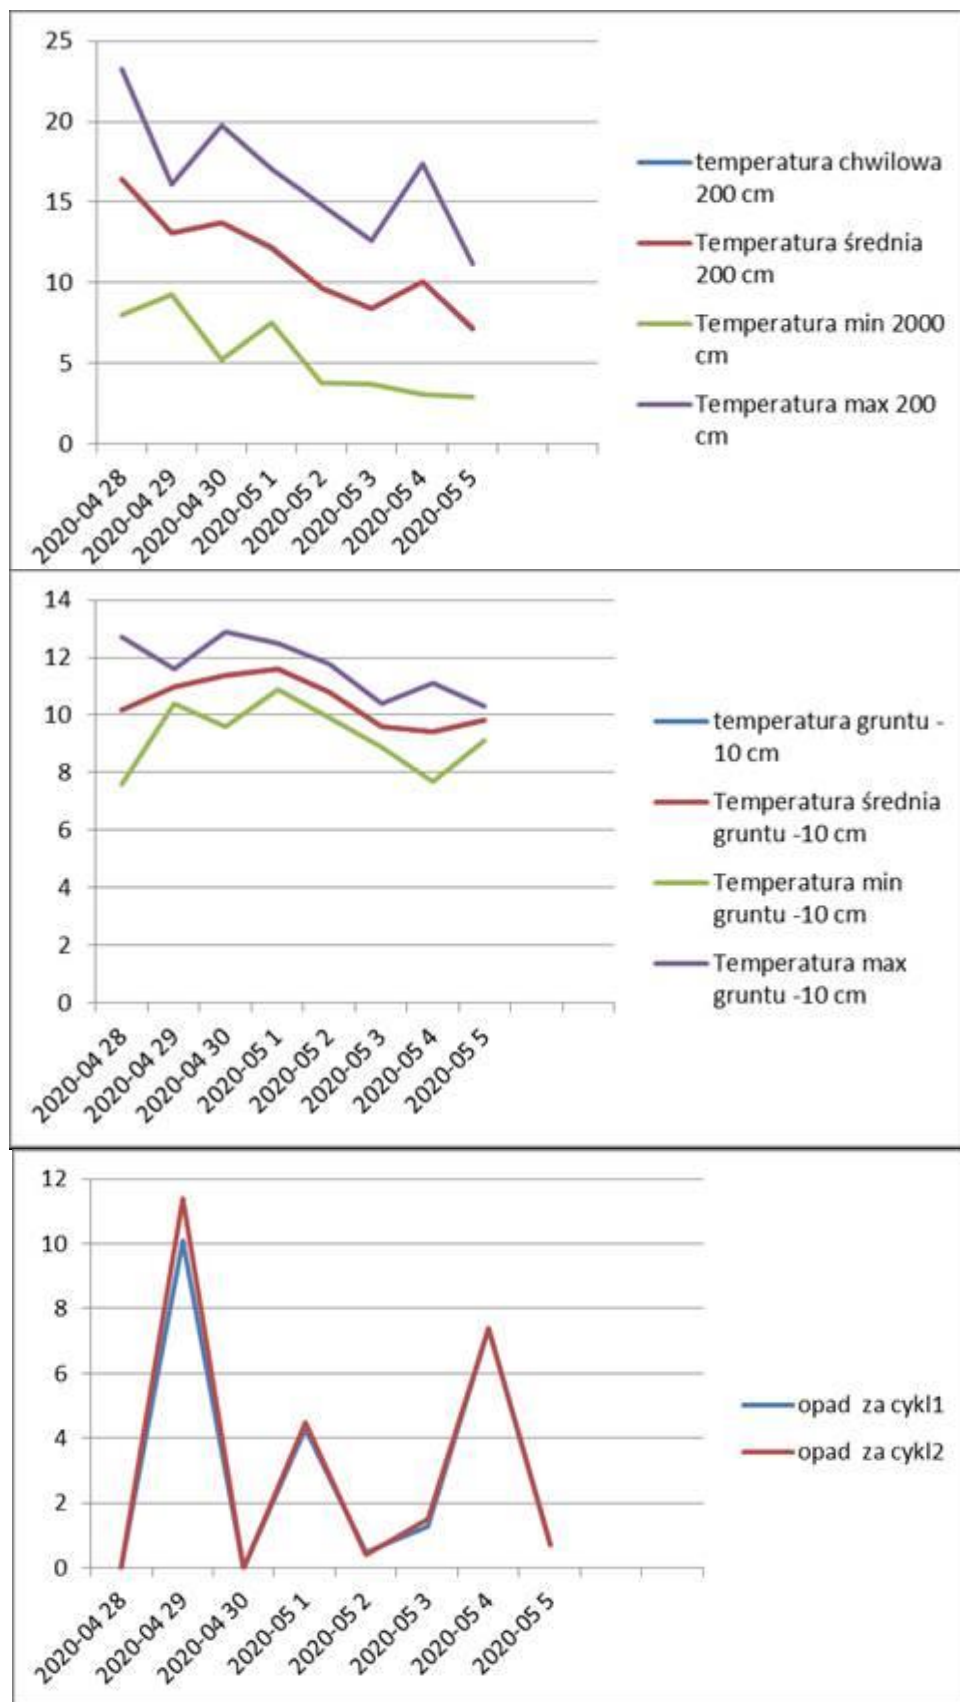 25
20
15
10
5
0
2020-04 28
2020-04 29
2020-04 30
2020-05 1
2020-05 2
2020-05 3
2020-05 4
2020-05 5
temperatura chwilowa
200 cm
Temperatura średnia
200 cm
Temperatura min 2000
cm
Temperatura max 200
cm
14
12
10
8
6
4
2
0
2020-04 28
2020-04 29
2020-04 30
2020-05 1
2020-05 2
2020-05 3
2020-05 4
2020-05 5
temperatura gruntu -
10 cm
Temperatura średnia
gruntu -10 cm
Temperatura min
gruntu -10 cm
Temperatura max
gruntu -10 cm
12
10
8
6
4
2
0
2020-04 28
2020-04 29
2020-04 30
2020-05 1
2020-05 2
2020-05 3
2020-05 4
2020-05 5
opad za cykl1
opad za cykl2